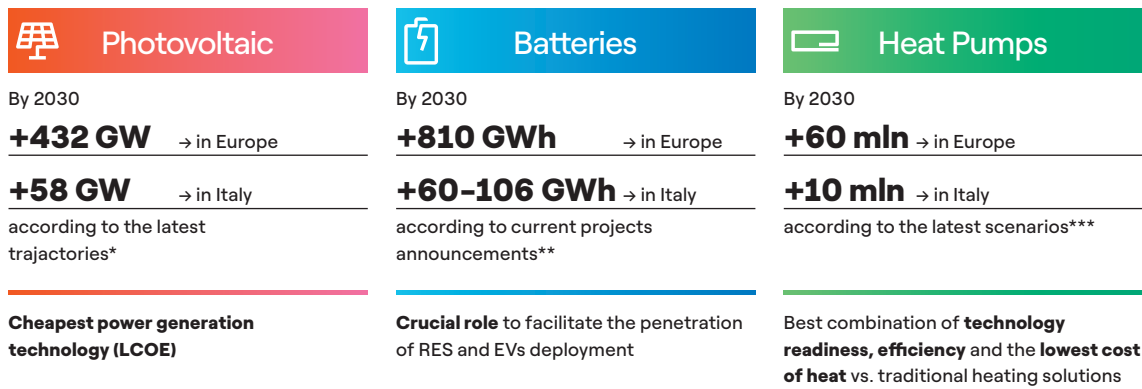 Photovoltaic
By 2030
+432 GW → in Europe
+58 GW → in Italy
according to the latest
trajactories*
Cheapest power generation
technology (LCOE)
Batteries
By 2030
+810 GWh → in Europe
+60-106 GWh → in Italy
according to current projects
announcements**
Crucial role to facilitate the penetration
of RES and EVs deployment
Heat Pumps
By 2030
+60 mln → in Europe
+10 mln → in Italy
according to the latest scenarios***
Best combination of technology
readiness, efficiency and the lowest cost
of heat vs. traditional heating solutions